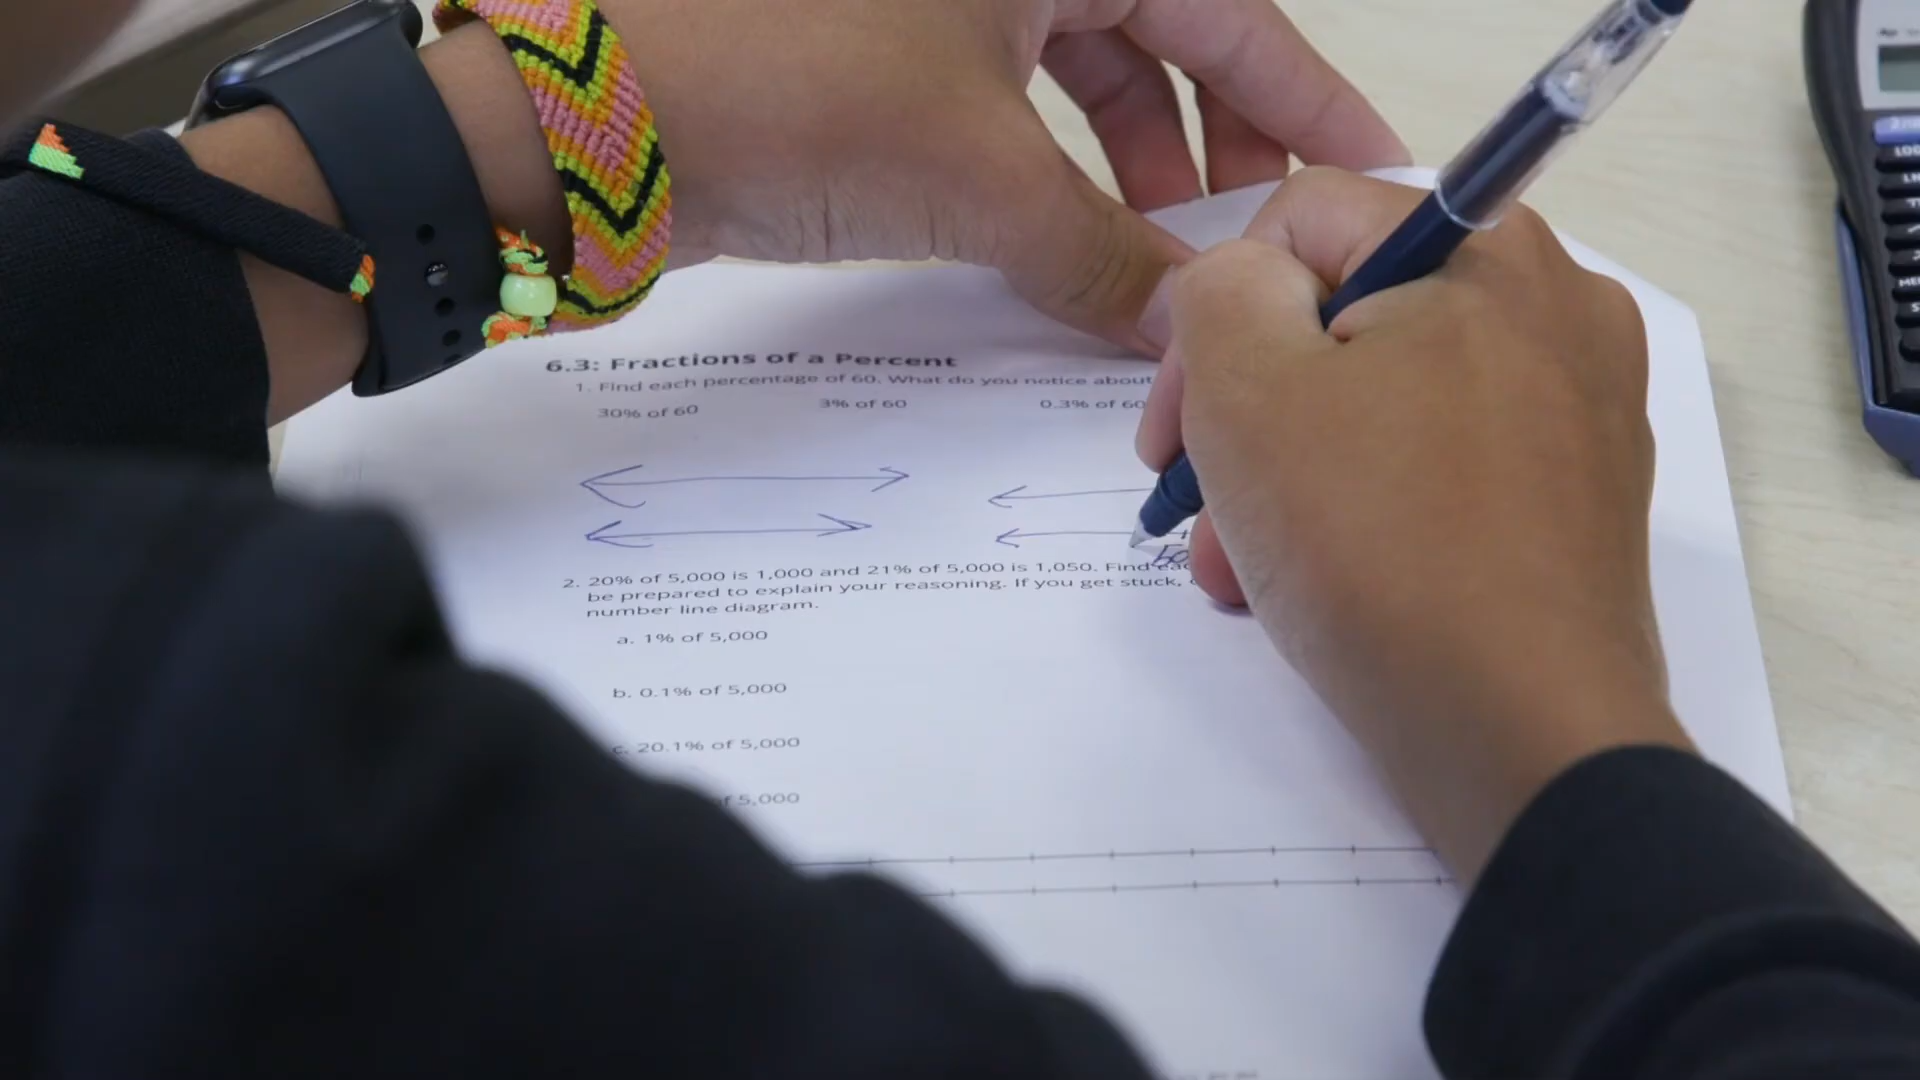 6.3: Fractions of a Percent
1. Find each percentage of 60. What do you notice about
30% of 60 3% of 60 0.3% of 60
50
2. 20% of 5,000 is 1,000 and 21% of 5,000 is 1,050. Find eac
be prepared to explain your reasoning. If you get stuck,
number line diagram.
a. 1% of 5,000
b. 0.1% of 5,000
c. 20.1% of 5,000
of 5,000